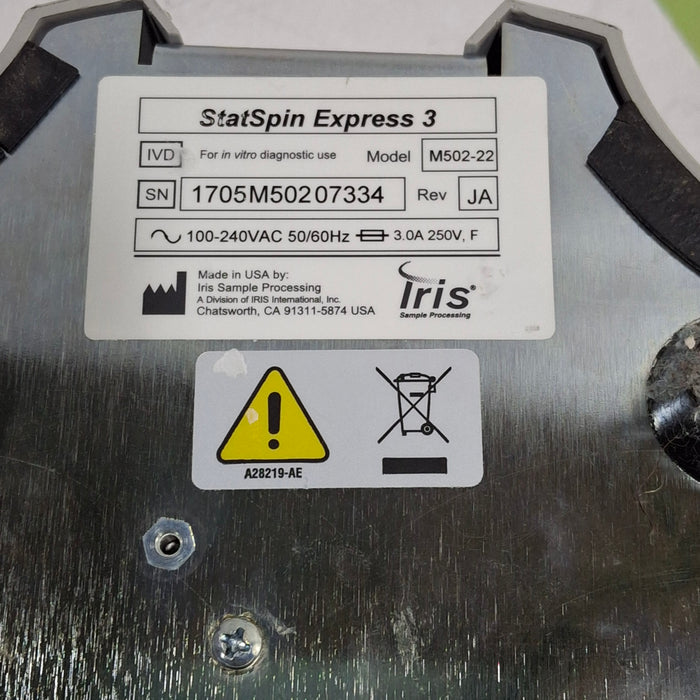 StatSpin Express 3
IVD For in vitro diagnostic use Model M502-22
SN 1705M50207334 Rev JA
100-240VAC 50/60Hz 3.0A 250V, F
Made in USA by:
Iris Sample Processing
A Division of IRIS International, Inc.
Chatsworth, CA 91311-5874 USA
Iris®
Sample Processing
A28219-AE